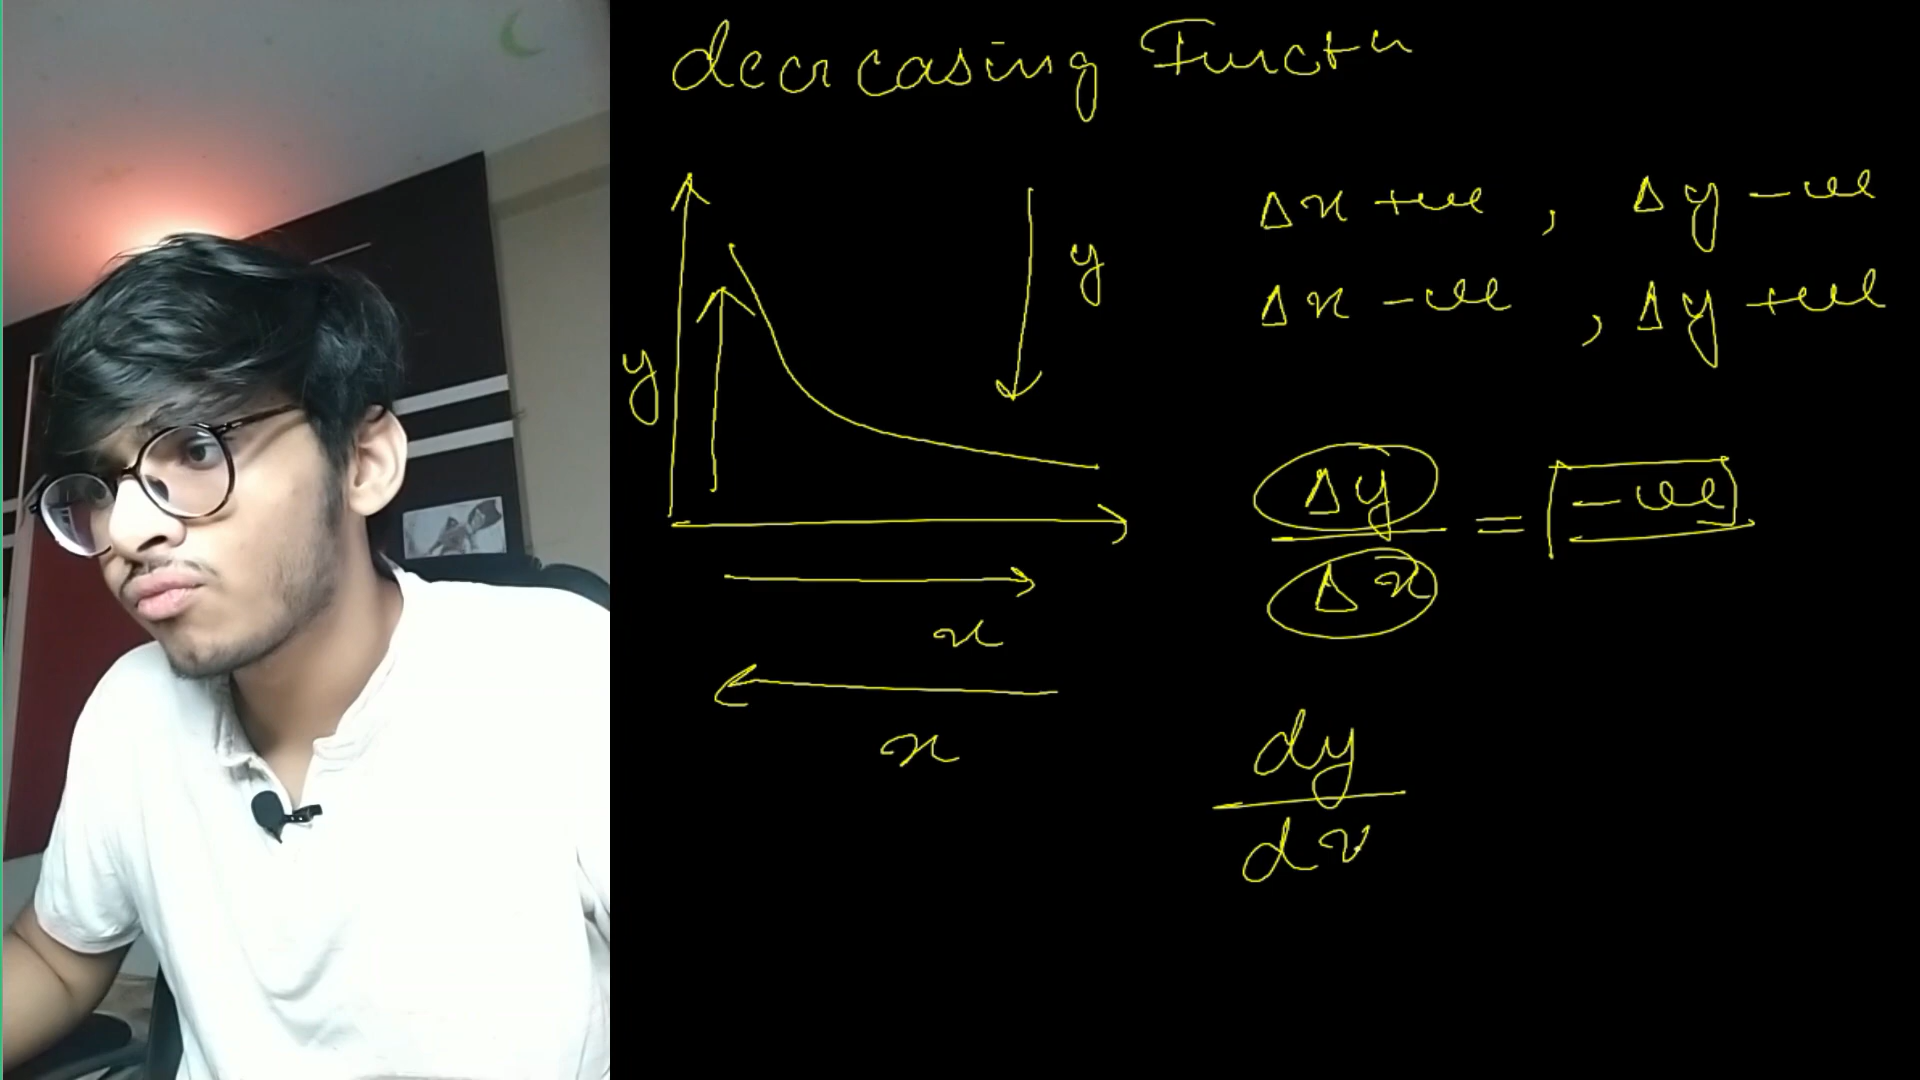 decreasing Functn
Δx +ve , Δy -ve
Δx -ve , Δy +ve
y
y
Δy
Δx
= -ve
x
x
dy
dx